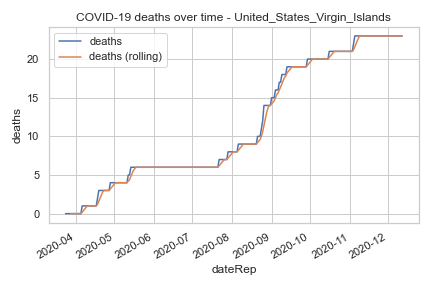 COVID-19 deaths over time - United_States_Virgin_Islands
deaths
deaths (rolling)
deaths
20
15
10
5
0
2020-04
2020-05
2020-06
2020-07
2020-08
2020-09
2020-10
2020-11
2020-12
dateRep